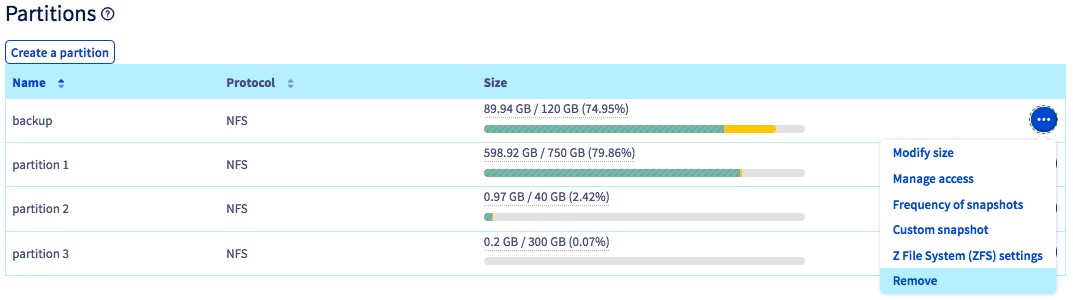 Partitions ?
Create a partition
Name Protocol Size
backup NFS 89.94 GB / 120 GB (74.95%)
partition 1 NFS 598.92 GB / 750 GB (79.86%)
partition 2 NFS 0.97 GB / 40 GB (2.42%)
partition 3 NFS 0.2 GB / 300 GB (0.07%)
Modify size
Manage access
Frequency of snapshots
Custom snapshot
Z File System (ZFS) settings
Remove